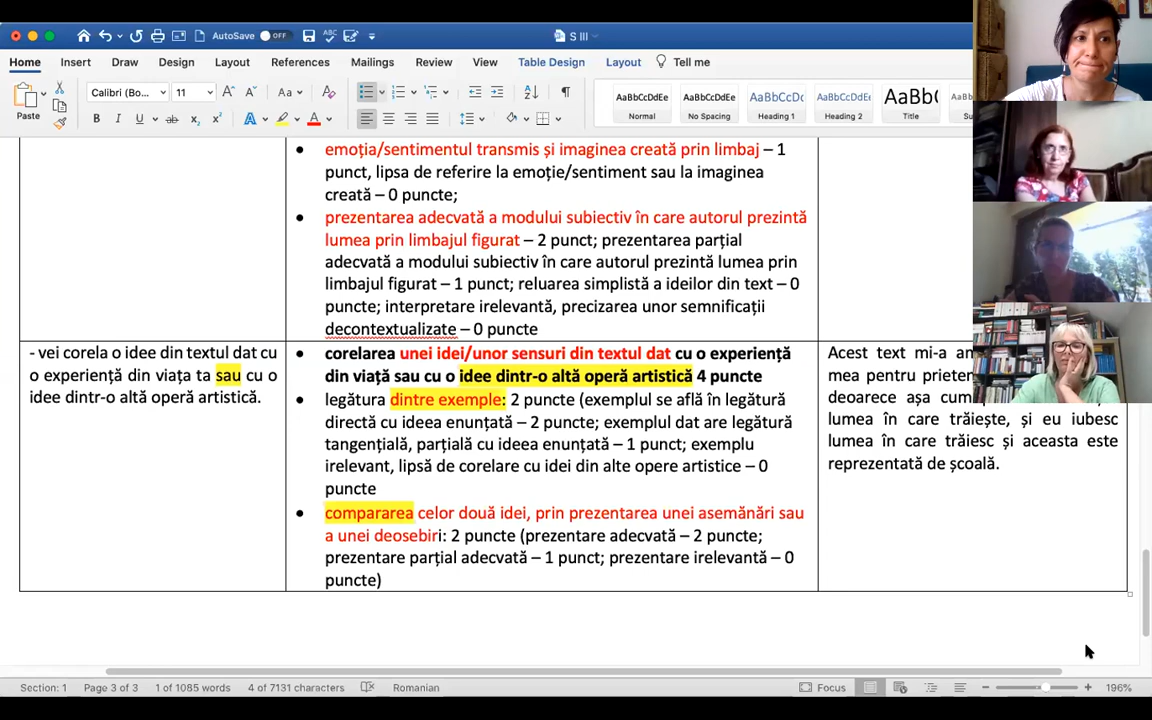 AutoSave OFF
S III
Home Insert Draw Design Layout References Mailings Review View Table Design Layout Tell me
Paste
Calibri (Bo... 11
AaBbCcDdEe AaBbCcDdEe AaBbCcDc AaBbCcDdEe AaBb(
Normal No Spacing Heading 1 Heading 2 Title
emoția/sentimentul transmis și imaginea creată prin limbaj – 1
punct, lipsa de referire la emoție/sentiment sau la imaginea
creată – 0 puncte;
prezentarea adecvată a modului subiectiv în care autorul prezintă
lumea prin limbajul figurat – 2 punct; prezentarea parțial
adecvată a modului subiectiv în care autorul prezintă lumea prin
limbajul figurat – 1 punct; reluarea simplistă a ideilor din text – 0
puncte; interpretare irelevantă, precizarea unor semnificații
decontextualizate – 0 puncte
- vei corela o idee din textul dat cu
o experiență din viața ta sau cu o
idee dintr-o altă operă artistică.
corelarea unei idei/unor sensuri din textul dat cu o experiență
din viață sau cu o idee dintr-o altă operă artistică 4 puncte
legătura dintre exemple: 2 puncte (exemplul se află în legătură
directă cu ideea enunțată – 2 puncte; exemplul dat are legătură
tangențială, parțială cu ideea enunțată – 1 punct; exemplu
irelevant, lipsă de corelare cu idei din alte opere artistice – 0
puncte
compararea celor două idei, prin prezentarea unei asemănări sau
a unei deosebiri: 2 puncte (prezentare adecvată – 2 puncte;
prezentare parțial adecvată – 1 punct; prezentare irelevantă – 0
puncte)
Acest text mi-a
mea pentru
deoarece așa
lumea în care trăiește, și eu iubesc
lumea în care trăiesc și aceasta este
reprezentată de școală.
Section: 1 Page 3 of 3 1 of 1085 words 4 of 7131 characters Romanian Focus 196%